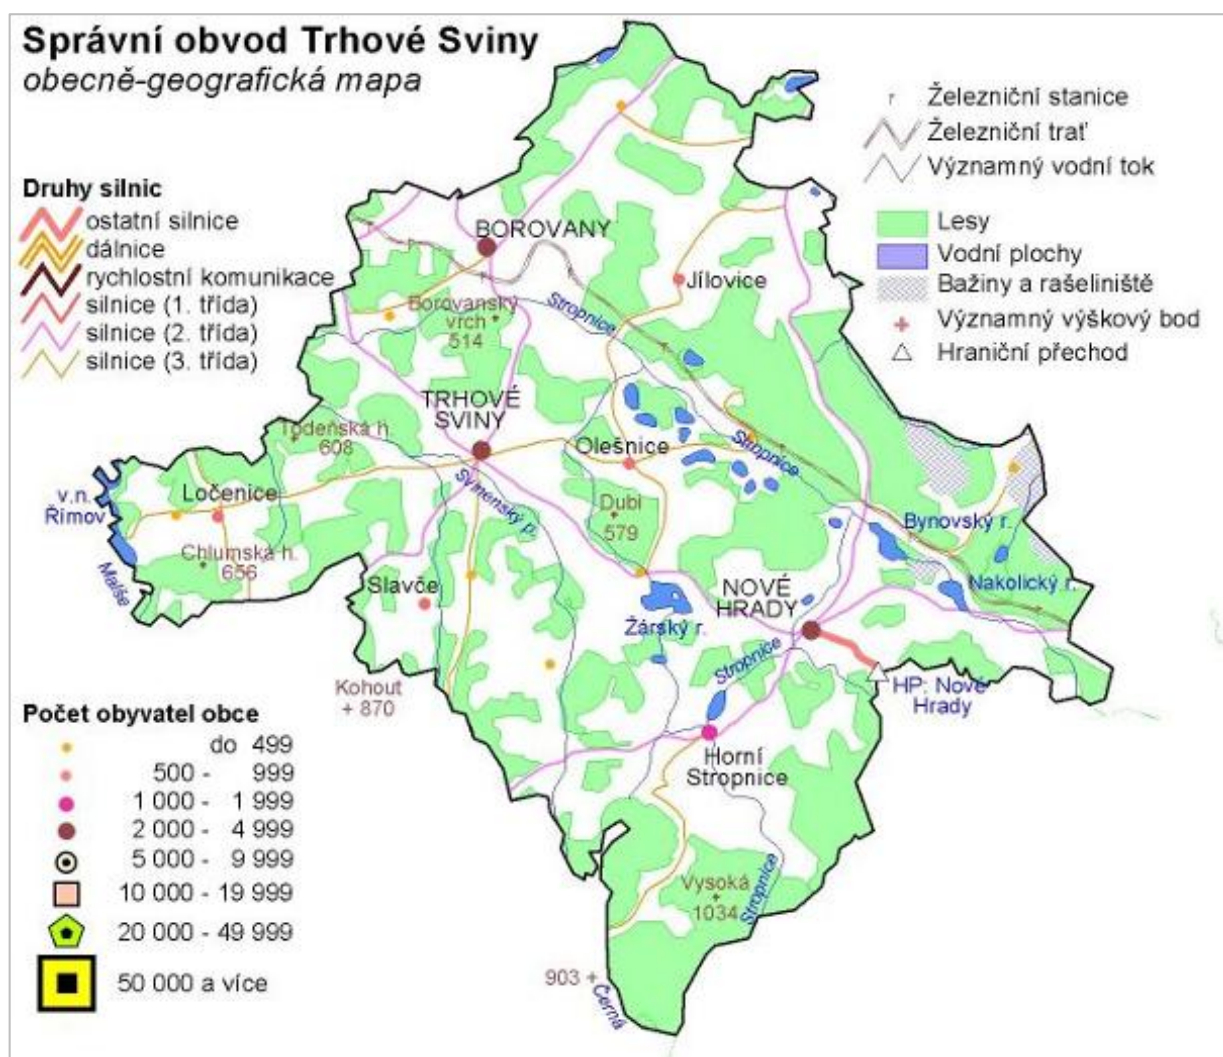 Správní obvod Trhové Sviny
obecně-geografická mapa
Železniční stanice
Železniční trať
Významný vodní tok
Lesy
Vodní plochy
Bažiny a rašeliniště
Významný výškový bod
Hraniční přechod
Druhy silnic
ostatní silnice
dálnice
rychlostní komunikace
silnice (1. třída)
silnice (2. třída)
silnice (3. třída)
BOROVANY
Jílovice
Stropnice
Borovanský
vrch
514
TRHOVÉ
SVINY
Todeňská h.
608
Olešnice
Stropnice
v.n.
Římov
Ločenice
Svinenský p.
Dubí
579
Bynovský r.
Chlumská h.
656
Malše
Slavče
NOVÉ
HRADY
Nakolický r.
Žárský r.
Stropnice
Kohout
+ 870
HP: Nové
Hrady
Horní
Stropnice
Vysoká
1034
Stropnice
903 +
Černá
Počet obyvatel obce
do 499
500 - 999
1 000 - 1 999
2 000 - 4 999
5 000 - 9 999
10 000 - 19 999
20 000 - 49 999
50 000 a více